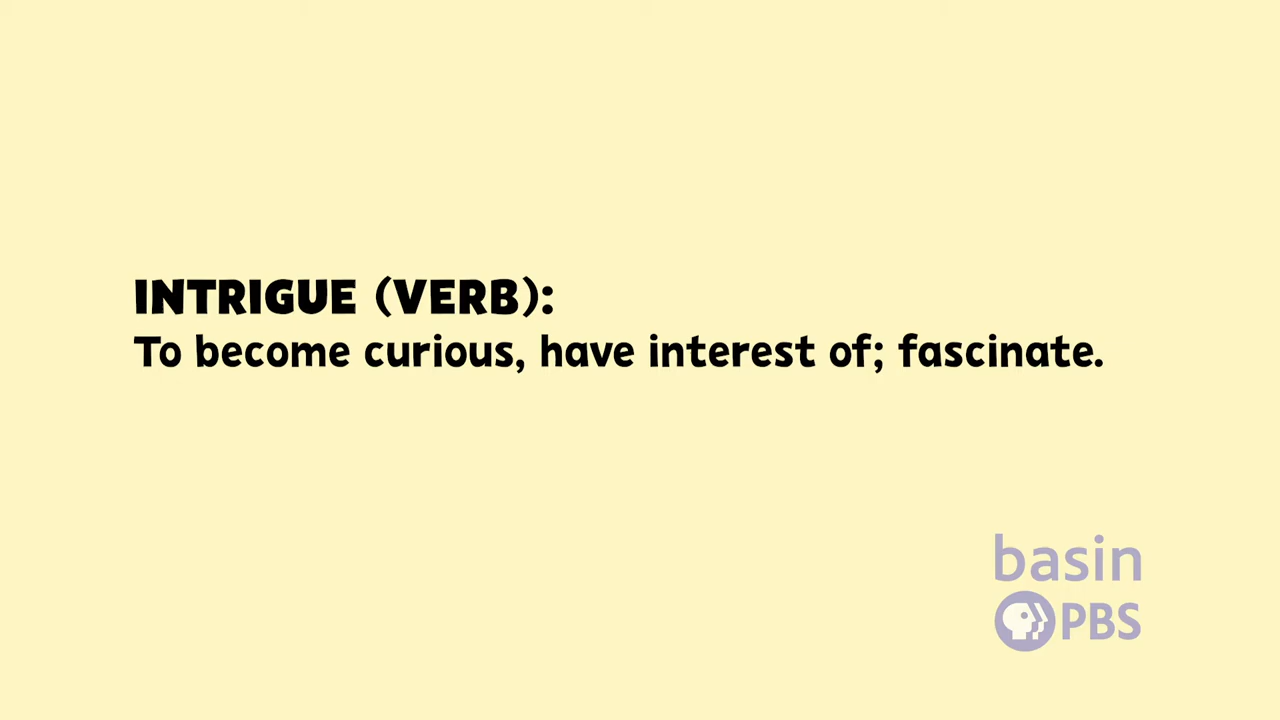 INTRIGUE (VERB):
To become curious, have interest of; fascinate.
basin
PBS